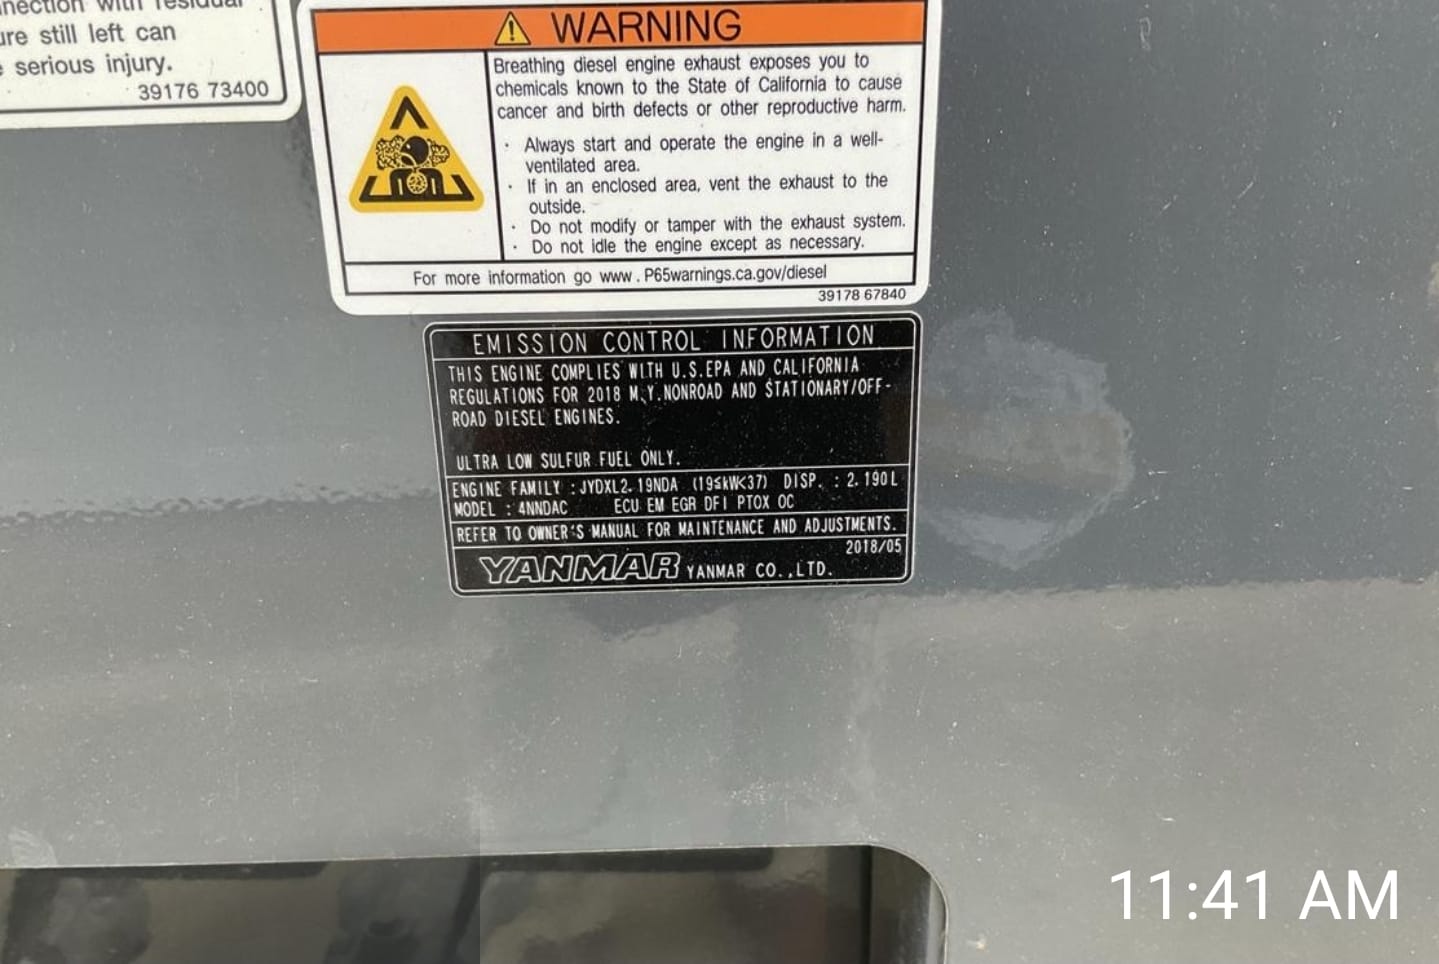 nnection with residual
ure still left can
serious injury.
39176 73400
WARNING
Breathing diesel engine exhaust exposes you to
chemicals known to the State of California to cause
cancer and birth defects or other reproductive harm.
· Always start and operate the engine in a well-
ventilated area.
· If in an enclosed area, vent the exhaust to the
outside.
· Do not modify or tamper with the exhaust system.
· Do not idle the engine except as necessary.
For more information go www . P65warnings.ca.gov/diesel
39178 67840
EMISSION CONTROL INFORMATION
THIS ENGINE COMPLIES WITH U.S.EPA AND CALIFORNIA
REGULATIONS FOR 2018 M.Y.NONROAD AND STATIONARY/OFF-
ROAD DIESEL ENGINES.
ULTRA LOW SULFUR FUEL ONLY.
ENGINE FAMILY : JYDXL2.19NDA (19≤kW<37) DISP. : 2.190L
MODEL : 4NNDAC ECU EM EGR DFI PTOX OC
REFER TO OWNER'S MANUAL FOR MAINTENANCE AND ADJUSTMENTS.
2018/05
YANMAR YANMAR CO.,LTD.
11:41 AM